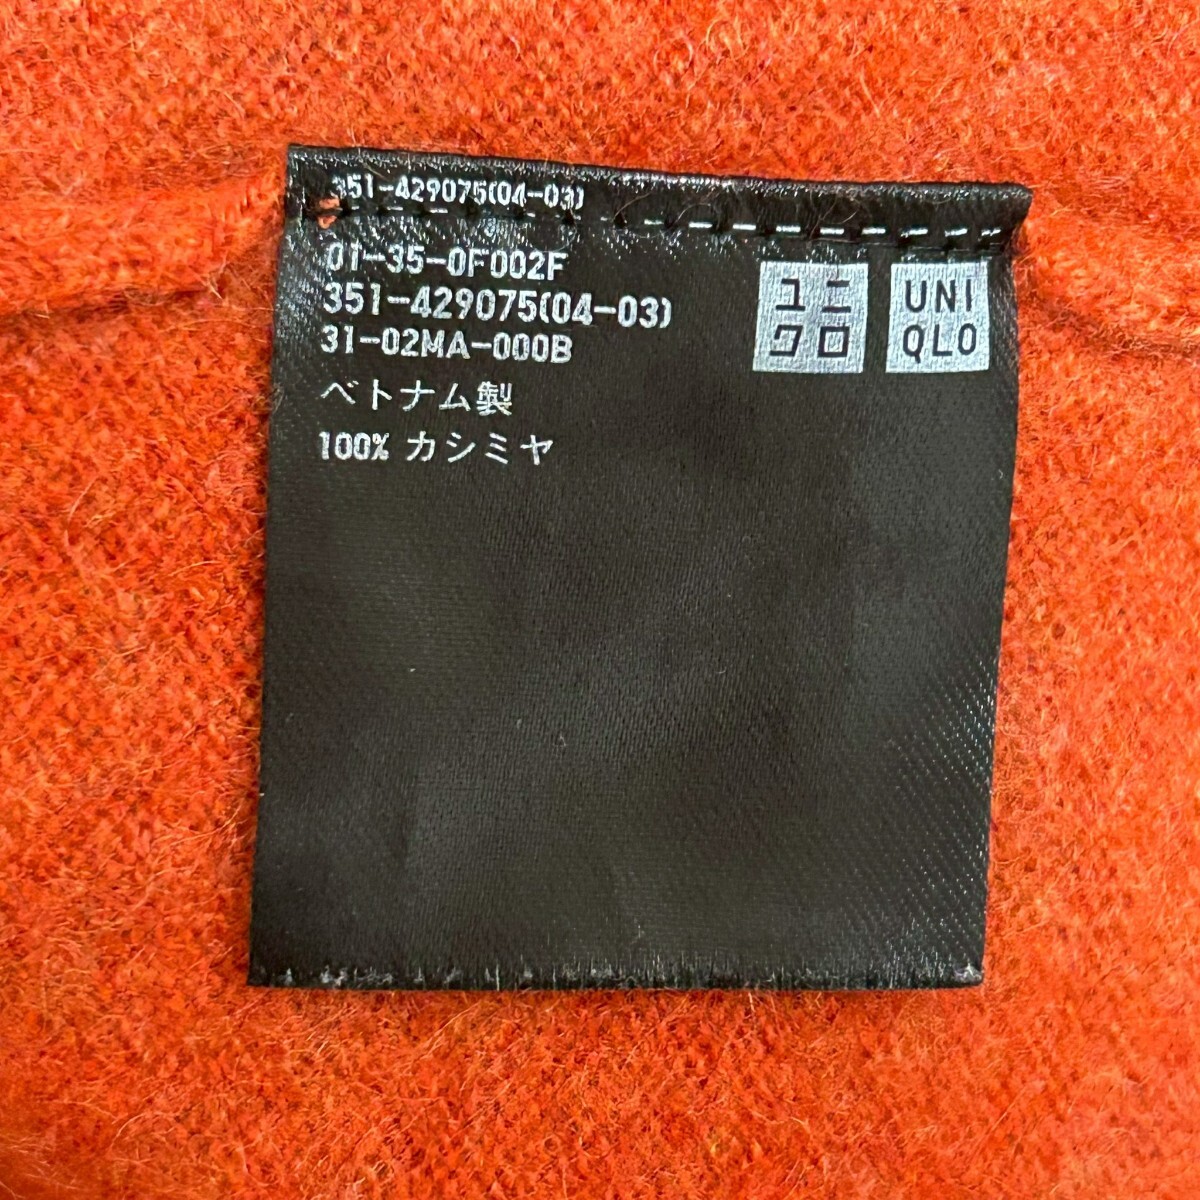 351-429075(04-03)
01-35-0F002F
351-429075(04-03)
31-02MA-000B
ベトナム製
100% カシミヤ
ユニ
クロ
UNI
QLO